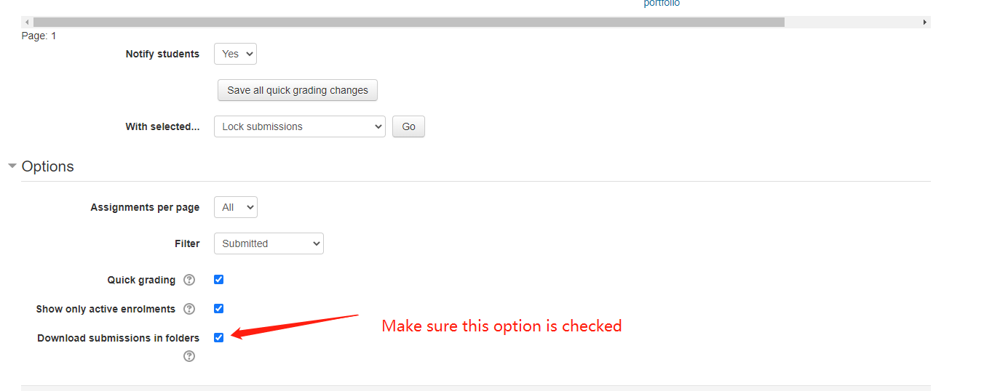 portfolio
Page: 1
Notify students Yes
Save all quick grading changes
With selected... Lock submissions Go
Options
Assignments per page All
Filter Submitted
Quick grading ?
Show only active enrolments ?
Download submissions in folders Make sure this option is checked
?